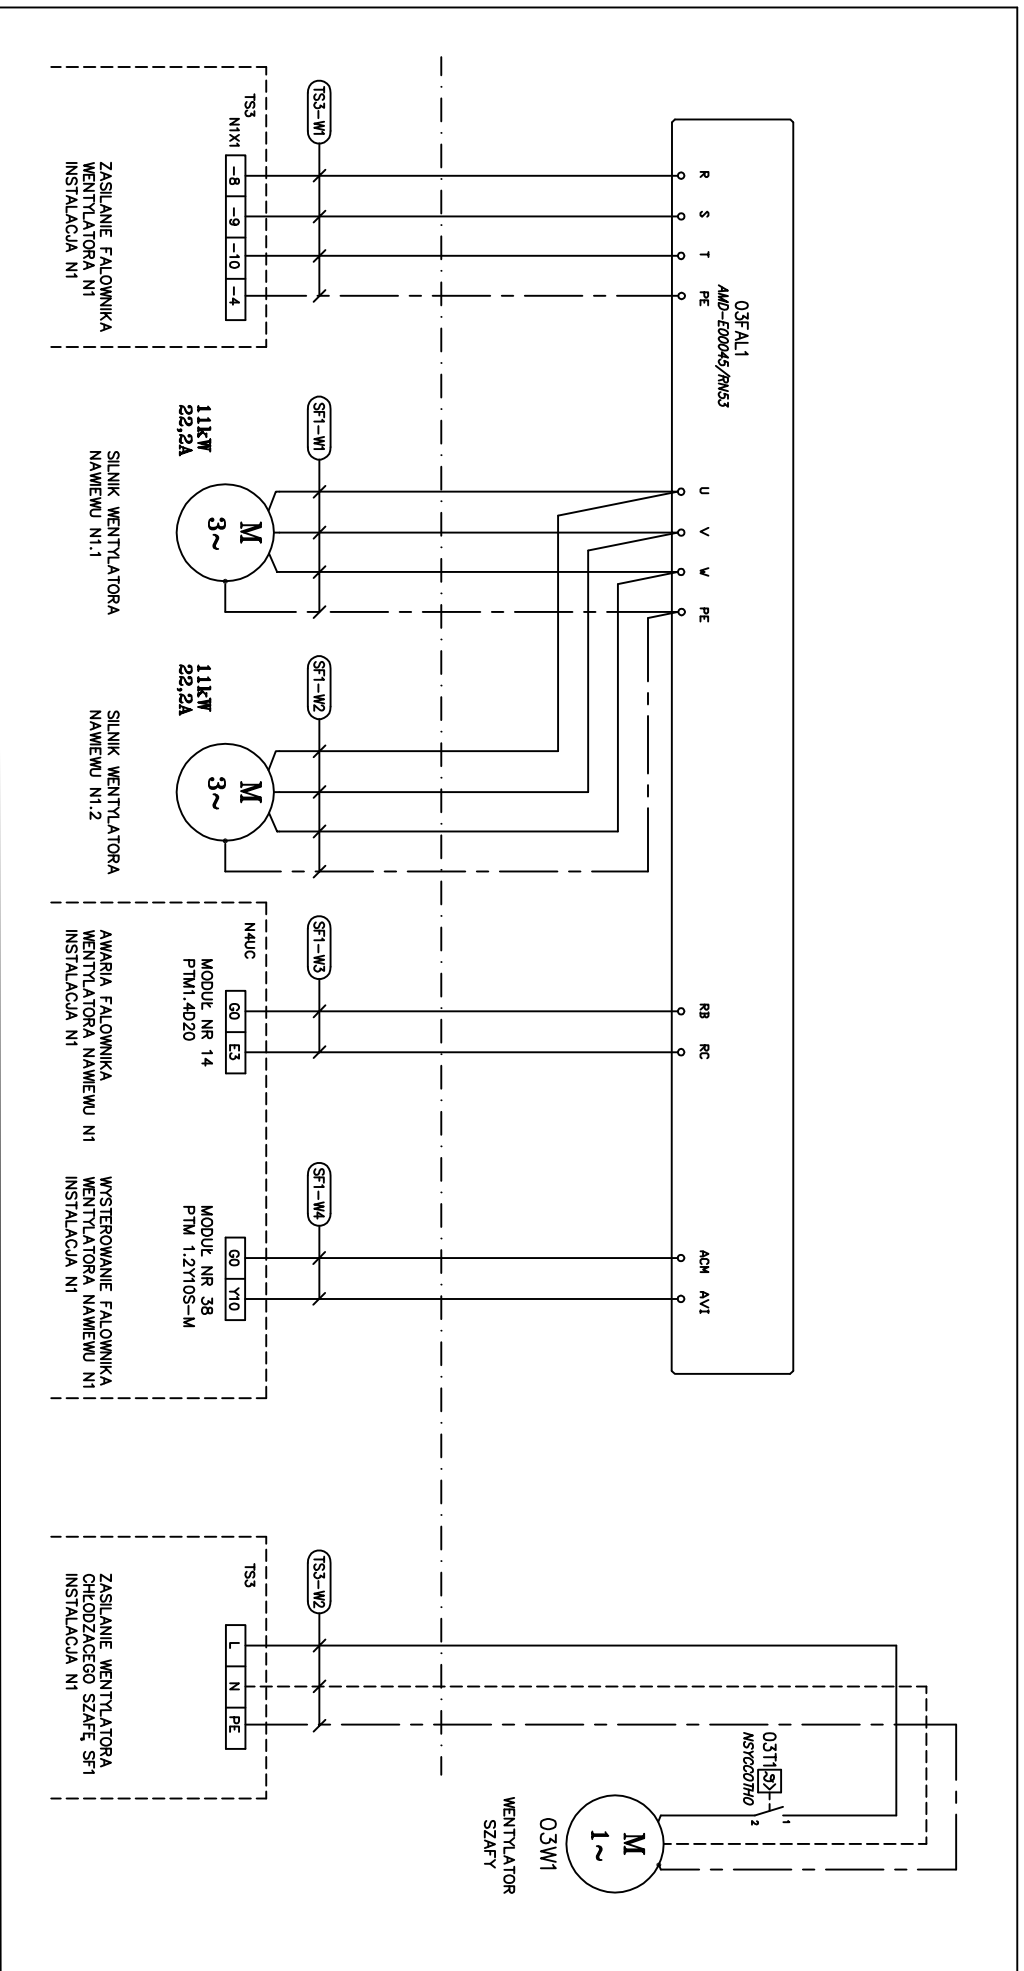 03FAL1
AMD-E00045/RN53
R
S
T
PE
U
V
W
PE
RB
RC
ACM
AVI
TS3-W1
SF1-W1
SF1-W2
SF1-W3
SF1-W4
TS3-W2
TS3
N1X1
-8
-9
-10
-4
ZASILANIE FALOWNIKA
WENTYLATORA N1
INSTALACJA N1
M
3~
11kW
22,2A
SILNIK WENTYLATORA
NAWIEWU N1.1
M
3~
11kW
22,2A
SILNIK WENTYLATORA
NAWIEWU N1.2
N4UC
G0
E3
MODUŁ NR 14
PTM1.4D20
AWARIA FALOWNIKA
WENTYLATORA NAWIEWU N1
INSTALACJA N1
G0
Y10
MODUŁ NR 38
PTM 1.2Y10S-M
WYSTEROWANIE FALOWNIKA
WENTYLATORA NAWIEWU N1
INSTALACJA N1
TS3
L
N
PE
ZASILANIE WENTYLATORA
CHŁODZACEGO SZAFĘ SF1
INSTALACJA N1
03T1
NSYCCOTHO
1
2
M
1~
03W1
WENTYLATOR
SZAFY